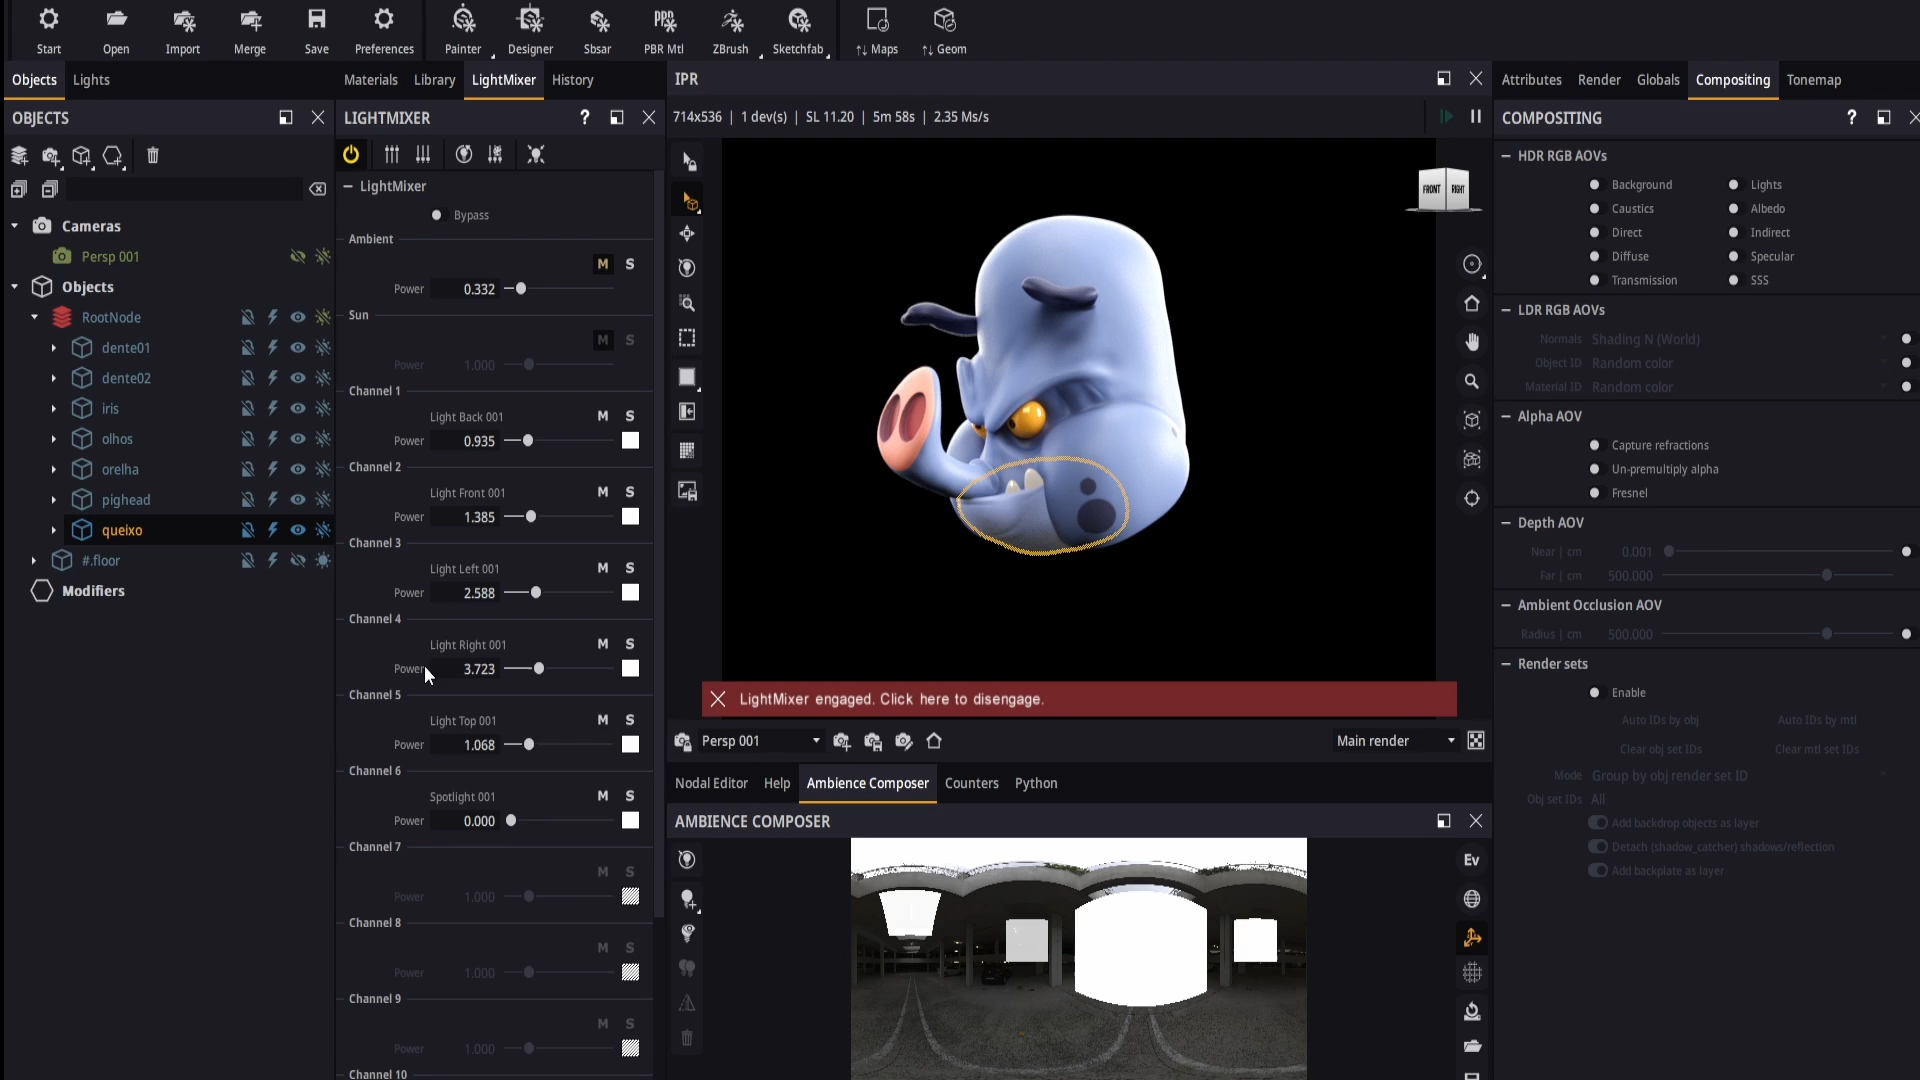 Start Open Import Merge Save Preferences Painter Designer Sbsar PBR Mtl ZBrush Sketchfab ↑↓ Maps ↑↓ Geom
Objects Lights
OBJECTS
Cameras
Persp 001
Objects
RootNode
dente01
dente02
iris
olhos
orelha
pighead
queixo
#.floor
Modifiers
Materials Library LightMixer History
LIGHTMIXER ?
LightMixer
Bypass
Ambient
M S
Power 0.332
Sun
M S
Power 1.000
Channel 1
Light Back 001 M S
Power 0.935
Channel 2
Light Front 001 M S
Power 1.385
Channel 3
Light Left 001 M S
Power 2.588
Channel 4
Light Right 001 M S
Power 3.723
Channel 5
Light Top 001 M S
Power 1.068
Channel 6
Spotlight 001 M S
Power 0.000
Channel 7
M S
Power 1.000
Channel 8
M S
Power 1.000
Channel 9
M S
Power 1.000
Channel 10
IPR
714x536 | 1 dev(s) | SL 11.20 | 5m 58s | 2.35 Ms/s
FRONT RIGHT
LightMixer engaged. Click here to disengage.
Persp 001 Main render
Nodal Editor Help Ambience Composer Counters Python
AMBIENCE COMPOSER
Ev
Attributes Render Globals Compositing Tonemap
COMPOSITING ?
HDR RGB AOVs
Background Lights
Caustics Albedo
Direct Indirect
Diffuse Specular
Transmission SSS
LDR RGB AOVs
Normals Shading N (World)
Object ID Random color
Material ID Random color
Alpha AOV
Capture refractions
Un-premultiply alpha
Fresnel
Depth AOV
Near | cm 0.001
Far | cm 500.000
Ambient Occlusion AOV
Radius | cm 500.000
Render sets
Enable
Auto IDs by obj Auto IDs by mtl
Clear obj set IDs Clear mtl set IDs
Mode Group by obj render set ID
Obj set IDs All
Add backdrop objects as layer
Detach (shadow_catcher) shadows/reflection
Add backplate as layer